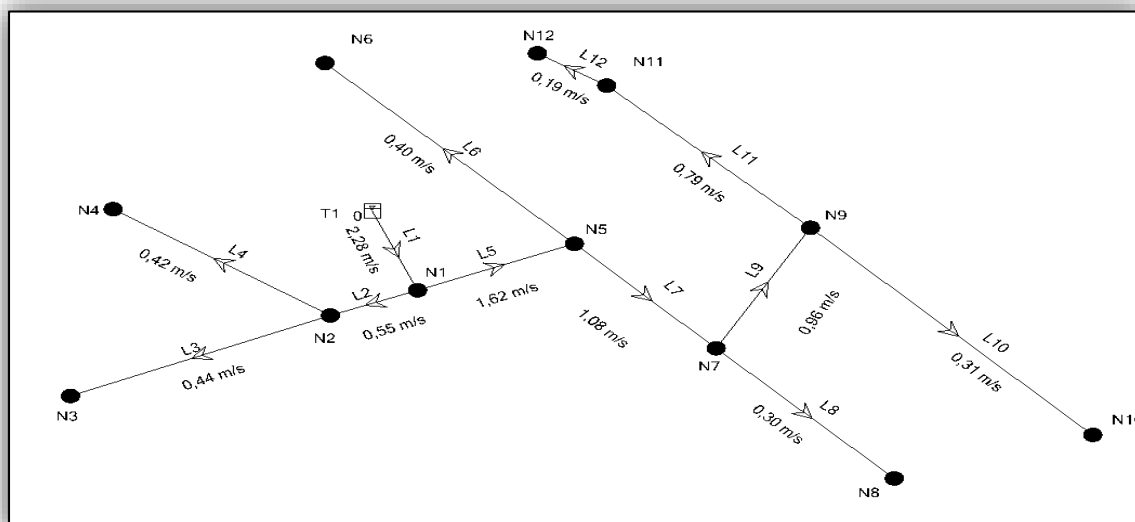 N6
N12
L12
N11
0,19 m/s
L6
0,40 m/s
L11
0,79 m/s
N4
T1
0
L1
2,28 m/s
N5
N9
L4
0,42 m/s
L5
1,62 m/s
N1
L2
0,55 m/s
N2
L7
1,08 m/s
L9
0,96 m/s
L3
0,44 m/s
N3
N7
L10
0,31 m/s
L8
0,30 m/s
N8